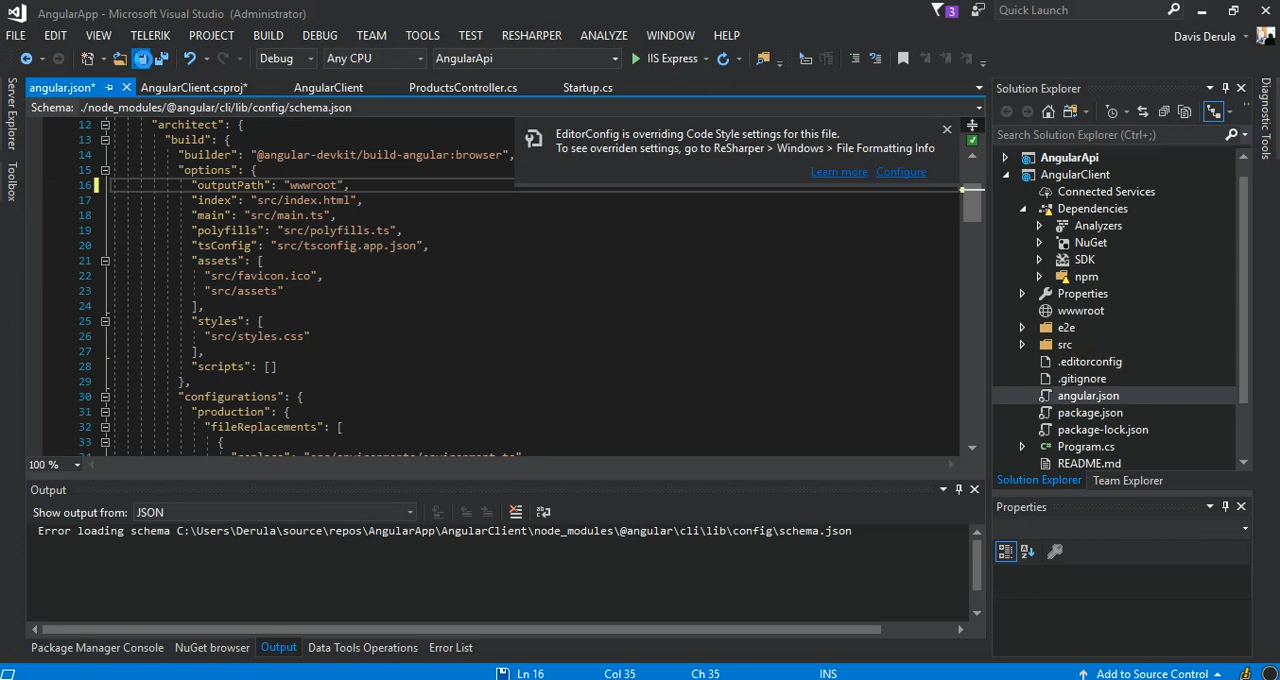 AngularApp - Microsoft Visual Studio (Administrator)
3
Quick Launch
FILE EDIT VIEW TELERIK PROJECT BUILD DEBUG TEAM TOOLS TEST RESHARPER ANALYZE WINDOW HELP
Davis Derula
Debug Any CPU AngularApi IIS Express
Server Explorer
Toolbox
angular.json* AngularClient.csproj* AngularClient ProductsController.cs Startup.cs
Schema: ./node_modules/@angular/cli/lib/config/schema.json
12 "architect": {
13 "build": {
14 "builder": "@angular-devkit/build-angular:browser",
15 "options": {
16 "outputPath": "wwwroot",
17 "index": "src/index.html",
18 "main": "src/main.ts",
19 "polyfills": "src/polyfills.ts",
20 "tsConfig": "src/tsconfig.app.json",
21 "assets": [
22 "src/favicon.ico",
23 "src/assets"
24 ],
25 "styles": [
26 "src/styles.css"
27 ],
28 "scripts": []
29 },
30 "configurations": {
31 "production": {
32 "fileReplacements": [
33 {
EditorConfig is overriding Code Style settings for this file.
To see overriden settings, go to ReSharper > Windows > File Formatting Info
Learn more Configure
100 %
Output
Show output from: JSON
Error loading schema C:\Users\Derula\source\repos\AngularApp\AngularClient\node_modules\@angular\cli\lib\config\schema.json
Package Manager Console NuGet browser Output Data Tools Operations Error List
Solution Explorer
Search Solution Explorer (Ctrl+;)
AngularApi
AngularClient
Connected Services
Dependencies
Analyzers
NuGet
SDK
npm
Properties
wwwroot
e2e
src
.editorconfig
.gitignore
angular.json
package.json
package-lock.json
C# Program.cs
README.md
Solution Explorer Team Explorer
Properties
Diagnostic Tools
Ln 16 Col 35 Ch 35 INS Add to Source Control